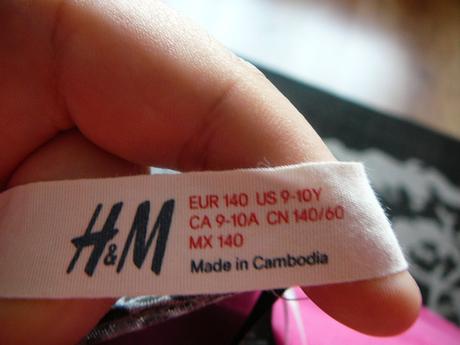 H&M
EUR 140 US 9-10Y
CA 9-10A CN 140/60
MX 140
Made in Cambodia